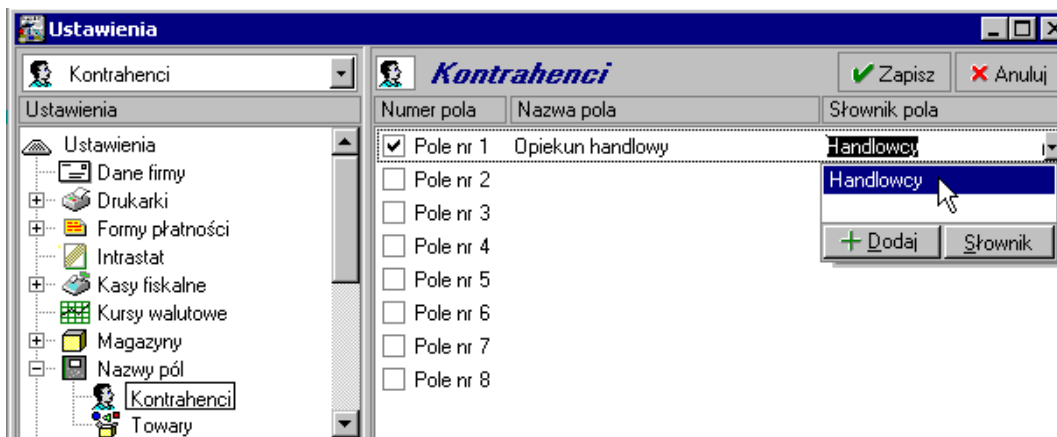 Ustawienia
Kontrahenci
Kontrahenci
Zapisz
Anuluj
Ustawienia
Numer pola
Nazwa pola
Słownik pola
Ustawienia
Dane firmy
Drukarki
Formy płatności
Intrastat
Kasy fiskalne
Kursy walutowe
Magazyny
Nazwy pól
Kontrahenci
Towary
Pole nr 1 Opiekun handlowy Handlowcy
Pole nr 2
Pole nr 3
Pole nr 4
Pole nr 5
Pole nr 6
Pole nr 7
Pole nr 8
Handlowcy
Dodaj
Słownik